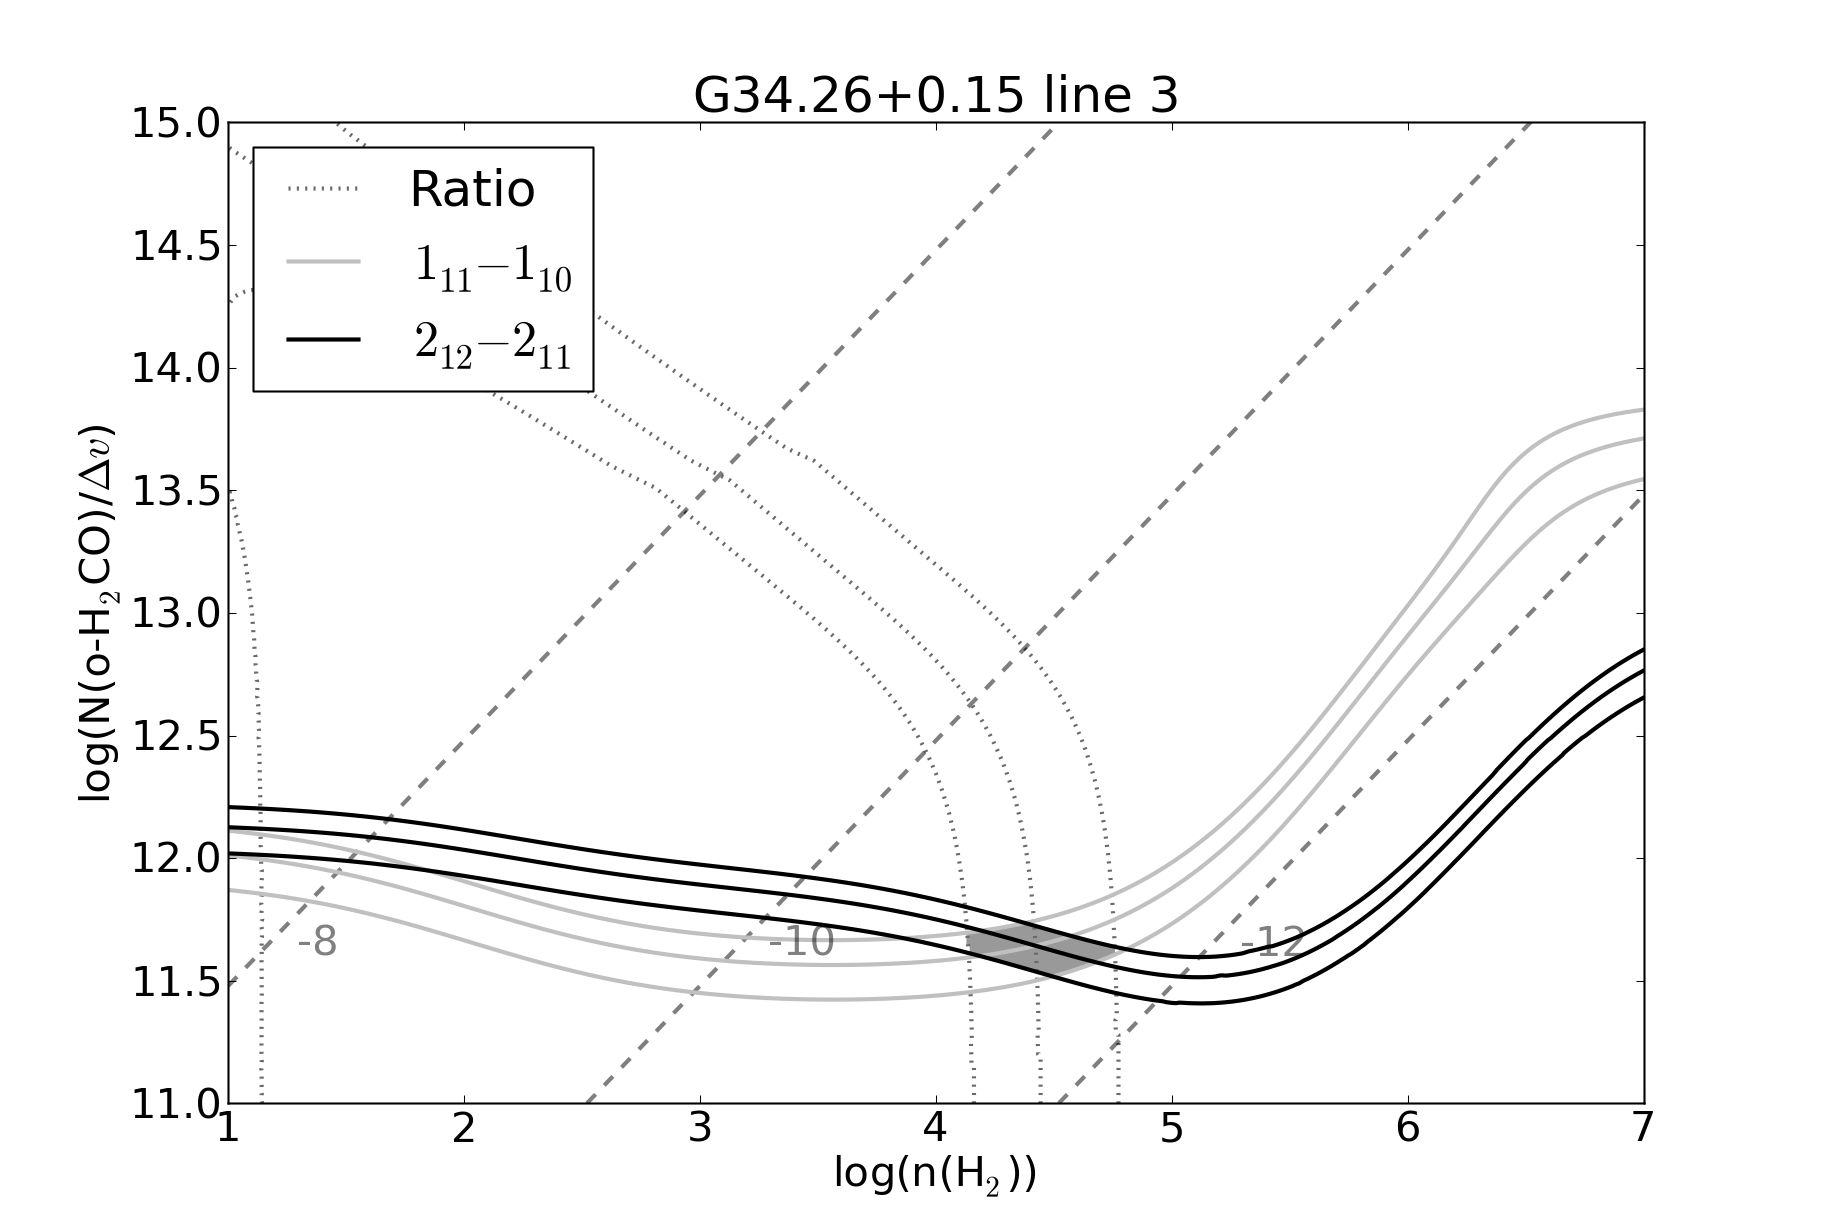 G34.26+0.15 line 3
15.0
14.5
14.0
13.5
13.0
12.5
12.0
11.5
11.0
log(N(o-H₂CO)/Δv)
Ratio
1₁₁−1₁₀
2₁₂−2₁₁
-8
-10
-12
1 2 3 4 5 6 7
log(n(H₂))